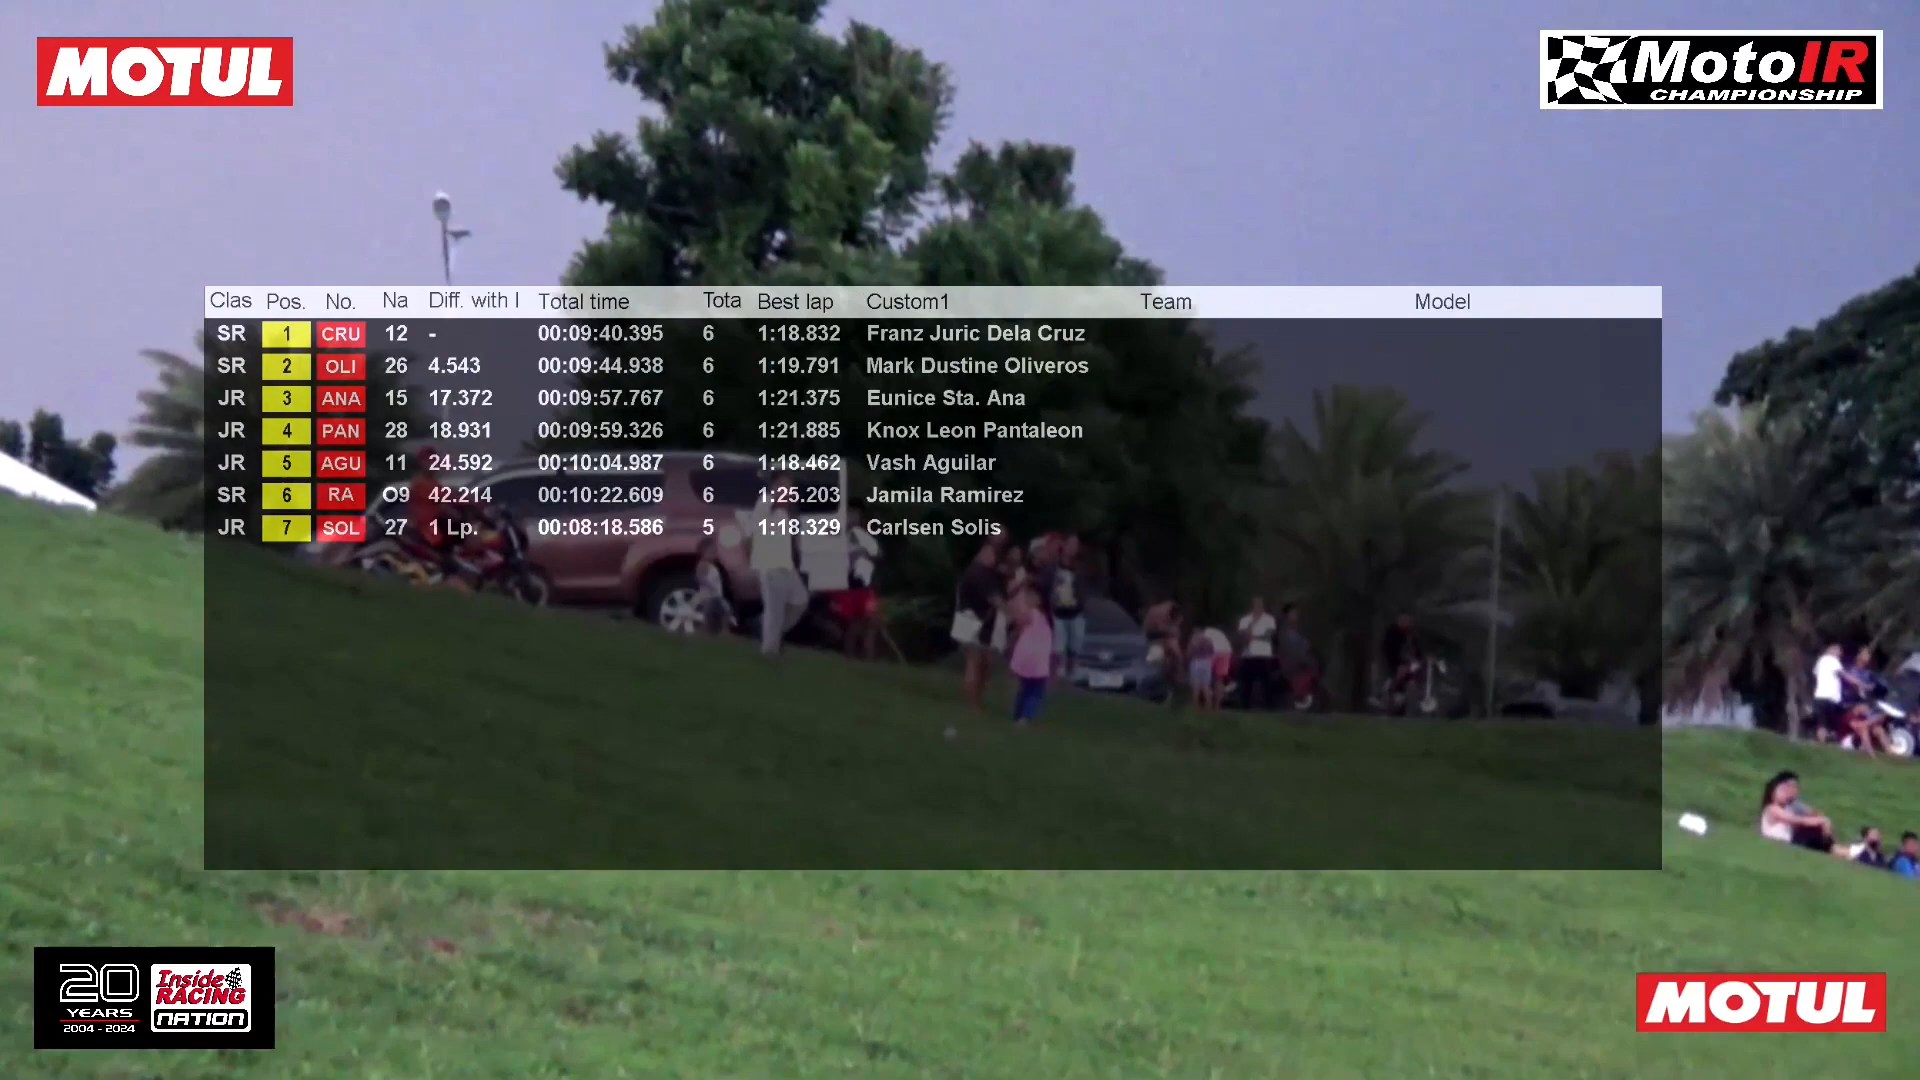 MOTUL
MotoIR
CHAMPIONSHIP
Clas Pos. No. Na Diff. with l Total time Tota Best lap Custom1 Team Model
SR 1 CRU 12 - 00:09:40.395 6 1:18.832 Franz Juric Dela Cruz
SR 2 OLI 26 4.543 00:09:44.938 6 1:19.791 Mark Dustine Oliveros
JR 3 ANA 15 17.372 00:09:57.767 6 1:21.375 Eunice Sta. Ana
JR 4 PAN 28 18.931 00:09:59.326 6 1:21.885 Knox Leon Pantaleon
JR 5 AGU 11 24.592 00:10:04.987 6 1:18.462 Vash Aguilar
SR 6 RA O9 42.214 00:10:22.609 6 1:25.203 Jamila Ramirez
JR 7 SOL 27 1 Lp. 00:08:18.586 5 1:18.329 Carlsen Solis
20
YEARS
2004 - 2024
Inside
RACING
NATION
MOTUL